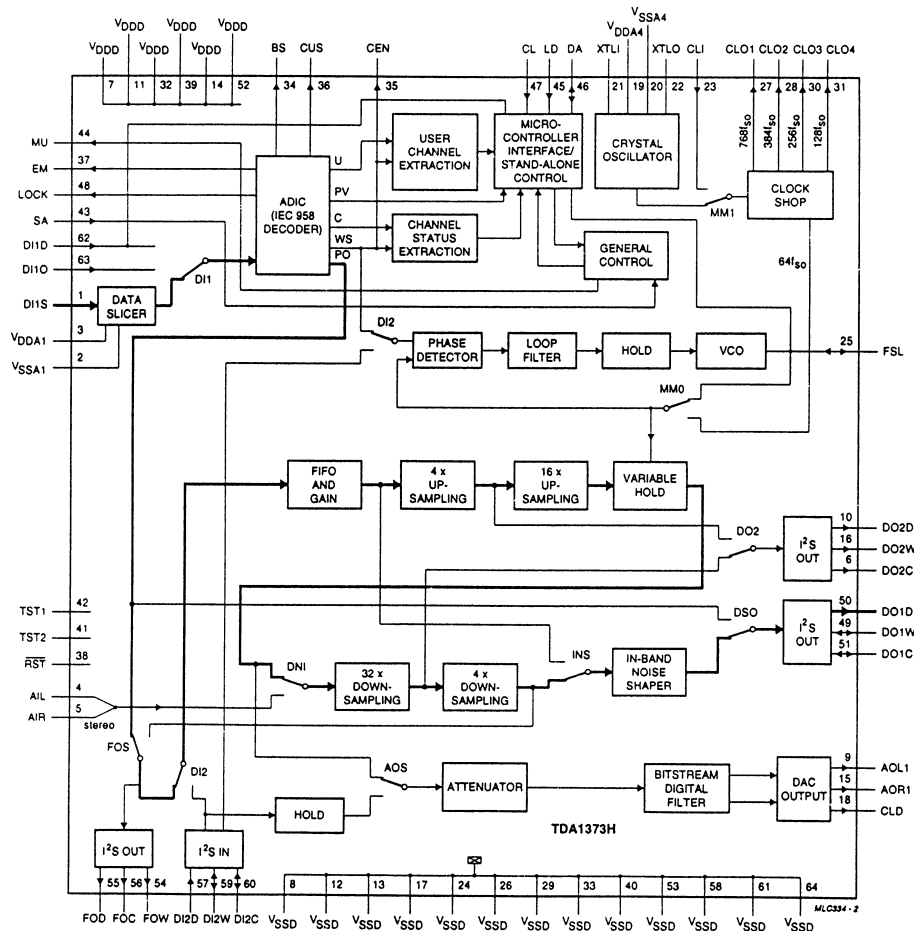 VSSA4
VDDD VDDD VDDA4
VDDD VDDD VDDD VDDD BS CUS CEN CL LD DA XTLI XTLO CLI CLO1 CLO2 CLO3 CLO4
7 11 32 39 14 52 34 36 35 47 45 46 21 19 20 22 23 27 28 30 31
768fso 384fso 256fso 128fso
MU 44
EM 37
LOCK 48
SA 43
DI1D 62
DI1O 63
DI1S 1
VDDA1 3
VSSA1 2
DATA
SLICER
DI1
ADIC
(IEC 958
DECODER)
U
PV
C
WS
PO
USER
CHANNEL
EXTRACTION
CHANNEL
STATUS
EXTRACTION
MICRO-
CONTROLLER
INTERFACE/
STAND-ALONE
CONTROL
CRYSTAL
OSCILLATOR
MM1
CLOCK
SHOP
GENERAL
CONTROL
64fso
DI2
PHASE
DETECTOR
LOOP
FILTER
HOLD
VCO
25 FSL
MM0
FIFO
AND
GAIN
4 x
UP-
SAMPLING
16 x
UP-
SAMPLING
VARIABLE
HOLD
DO2
I2S
OUT
10 DO2D
16 DO2W
6 DO2C
TST1 42
TST2 41
RST 38
AIL 4
AIR 5
stereo
DNI
32 x
DOWN-
SAMPLING
4 x
DOWN-
SAMPLING
INS
IN-BAND
NOISE
SHAPER
DSO
I2S
OUT
50 DO1D
49 DO1W
51 DO1C
FOS
DI2
AOS
HOLD
ATTENUATOR
BITSTREAM
DIGITAL
FILTER
DAC
OUTPUT
9 AOL1
15 AOR1
18 CLD
TDA1373H
I2S OUT
I2S IN
55 56 54 57 59 60 8 12 13 17 24 26 29 33 40 53 58 61 64
FOD FOC FOW DI2D DI2W DI2C VSSD VSSD VSSD VSSD VSSD VSSD VSSD VSSD VSSD VSSD VSSD VSSD VSSD
MLC334 - 2